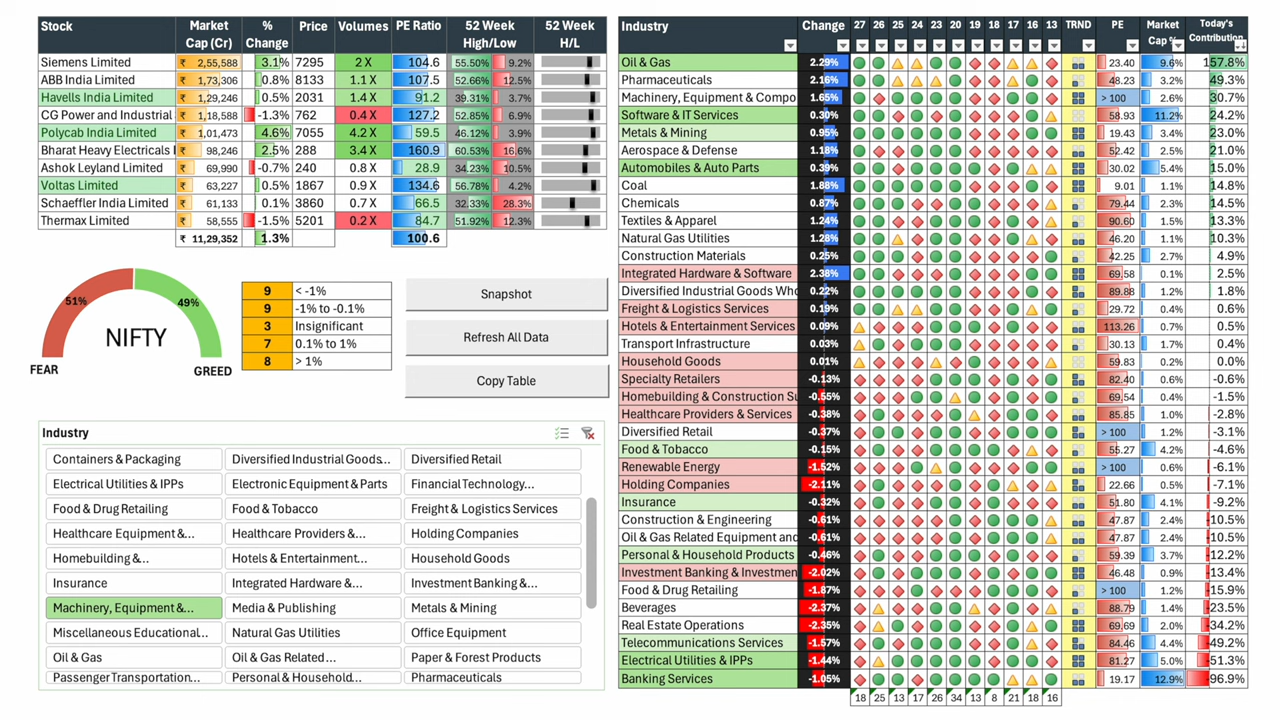 Stock Market Cap (Cr) % Change Price Volumes PE Ratio 52 Week High/Low 52 Week H/L
Siemens Limited ₹ 2,55,588 3.1% 7295 2 X 104.6 55.50% 9.2%
ABB India Limited ₹ 1,73,306 0.8% 8133 1.1 X 107.5 52.66% 12.5%
Havells India Limited ₹ 1,29,246 0.5% 2031 1.4 X 91.2 39.31% 3.7%
CG Power and Industrial ₹ 1,18,588 -1.3% 762 0.4 X 127.2 52.85% 6.9%
Polycab India Limited ₹ 1,01,473 4.6% 7055 4.2 X 59.5 46.12% 3.9%
Bharat Heavy Electricals ₹ 98,246 2.5% 288 3.4 X 160.9 60.53% 16.6%
Ashok Leyland Limited ₹ 69,990 -0.7% 240 0.8 X 28.9 34.23% 10.5%
Voltas Limited ₹ 63,227 0.5% 1867 0.9 X 134.6 56.78% 4.2%
Schaeffler India Limited ₹ 61,133 0.1% 3860 0.7 X 66.5 32.33% 28.3%
Thermax Limited ₹ 58,555 -1.5% 5201 0.2 X 84.7 51.92% 12.3%
₹ 11,29,352 1.3% 100.6
51% 49%
NIFTY
FEAR GREED
9 < -1%
9 -1% to -0.1%
3 Insignificant
7 0.1% to 1%
8 > 1%
Snapshot
Refresh All Data
Copy Table
Industry
Containers & Packaging Diversified Industrial Goods... Diversified Retail
Electrical Utilities & IPPs Electronic Equipment & Parts Financial Technology...
Food & Drug Retailing Food & Tobacco Freight & Logistics Services
Healthcare Equipment &... Healthcare Providers &... Holding Companies
Homebuilding &... Hotels & Entertainment... Household Goods
Insurance Integrated Hardware &... Investment Banking &...
Machinery, Equipment &... Media & Publishing Metals & Mining
Miscellaneous Educational... Natural Gas Utilities Office Equipment
Oil & Gas Oil & Gas Related ... Paper & Forest Products
Passenger Transportation... Personal & Household... Pharmaceuticals
Industry Change 27 26 25 24 23 20 19 18 17 16 13 TRND PE Market Cap % Today's Contribution
Oil & Gas 2.29% 23.40 9.6% 157.8%
Pharmaceuticals 2.16% 48.23 3.2% 49.3%
Machinery, Equipment & Compo 1.65% > 100 2.6% 30.7%
Software & IT Services 0.30% 58.93 11.2% 24.2%
Metals & Mining 0.95% 19.43 3.4% 23.0%
Aerospace & Defense 1.18% 52.42 2.5% 21.0%
Automobiles & Auto Parts 0.39% 30.02 5.4% 15.0%
Coal 1.88% 9.01 1.1% 14.8%
Chemicals 0.87% 79.44 2.3% 14.5%
Textiles & Apparel 1.24% 90.60 1.5% 13.3%
Natural Gas Utilities 1.28% 46.20 1.1% 10.3%
Construction Materials 0.25% 42.25 2.7% 4.9%
Integrated Hardware & Software 2.38% 69.58 0.1% 2.5%
Diversified Industrial Goods Who 0.22% 89.88 1.2% 1.8%
Freight & Logistics Services 0.19% 29.72 0.4% 0.6%
Hotels & Entertainment Services 0.09% 113.26 0.7% 0.5%
Transport Infrastructure 0.03% 30.13 1.7% 0.4%
Household Goods 0.01% 59.83 0.2% 0.0%
Specialty Retailers -0.13% 82.40 0.6% -0.6%
Homebuilding & Construction Su -0.55% 69.54 0.4% -1.5%
Healthcare Providers & Services -0.38% 85.85 1.0% -2.8%
Diversified Retail -0.37% > 100 1.2% -3.1%
Food & Tobacco -0.15% 55.27 4.2% -4.6%
Renewable Energy -1.52% > 100 0.6% -6.1%
Holding Companies -2.11% 22.66 0.5% -7.1%
Insurance -0.32% 51.80 4.1% -9.2%
Construction & Engineering -0.61% 47.87 2.4% -10.5%
Oil & Gas Related Equipment and -0.61% 47.87 2.4% -10.5%
Personal & Household Products -0.46% 59.39 3.7% -12.2%
Investment Banking & Investmen -2.02% 46.48 0.9% -13.4%
Food & Drug Retailing -1.87% > 100 1.2% -15.9%
Beverages -2.37% 88.79 1.4% -23.5%
Real Estate Operations -2.35% 69.69 2.0% -34.2%
Telecommunications Services -1.57% 84.46 4.4% -49.2%
Electrical Utilities & IPPs -1.44% 81.27 5.0% -51.3%
Banking Services -1.05% 19.17 12.9% -96.9%
18 25 13 17 26 34 13 8 21 18 16